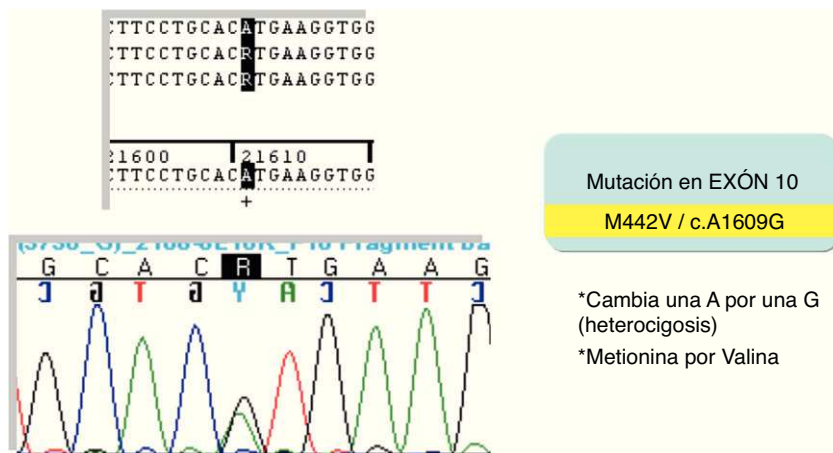 CTTCCTGCACATGAAGGTGG
CTTCCTGCACRTGAAGGTGG
CTTCCTGCACRTGAAGGTGG
21600 21610
CTTCCTGCACATGAAGGTGG
+
Mutación en EXÓN 10
M442V / c.A1609G
G C A C R T G A A G
C G T G Y A C T T C
*Cambia una A por una G
(heterocigosis)
*Metionina por Valina